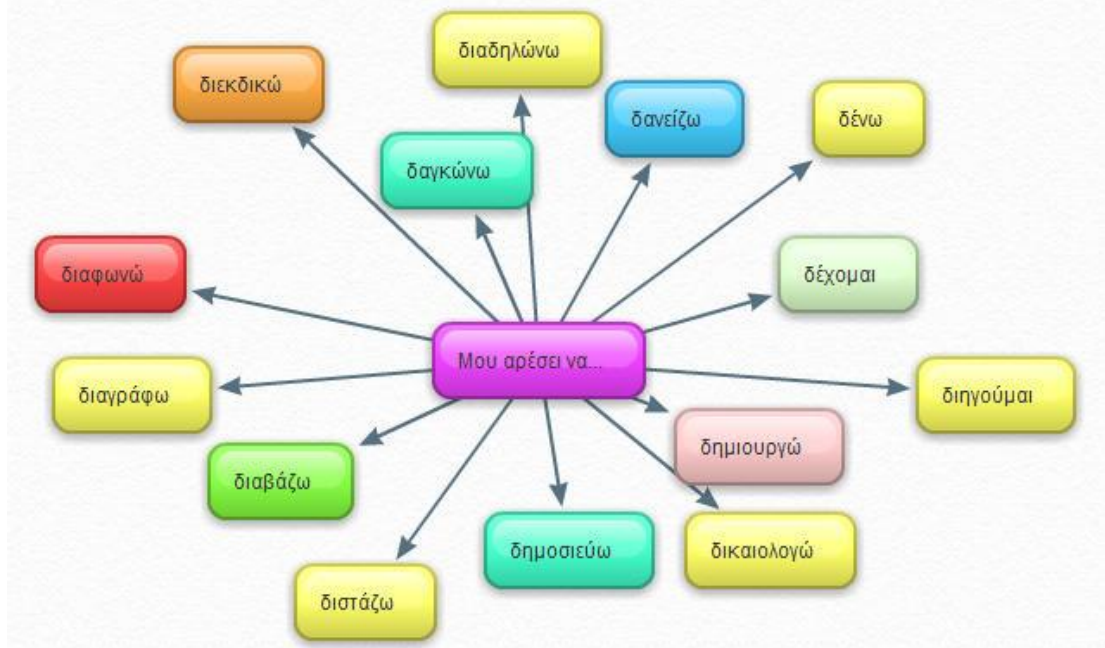 διαδηλώνω
διεκδικώ
δανείζω
δένω
δαγκώνω
διαφωνώ
δέχομαι
Μου αρέσει να...
διαγράφω
διηγούμαι
δημιουργώ
διαβάζω
δημοσιεύω
δικαιολογώ
διστάζω